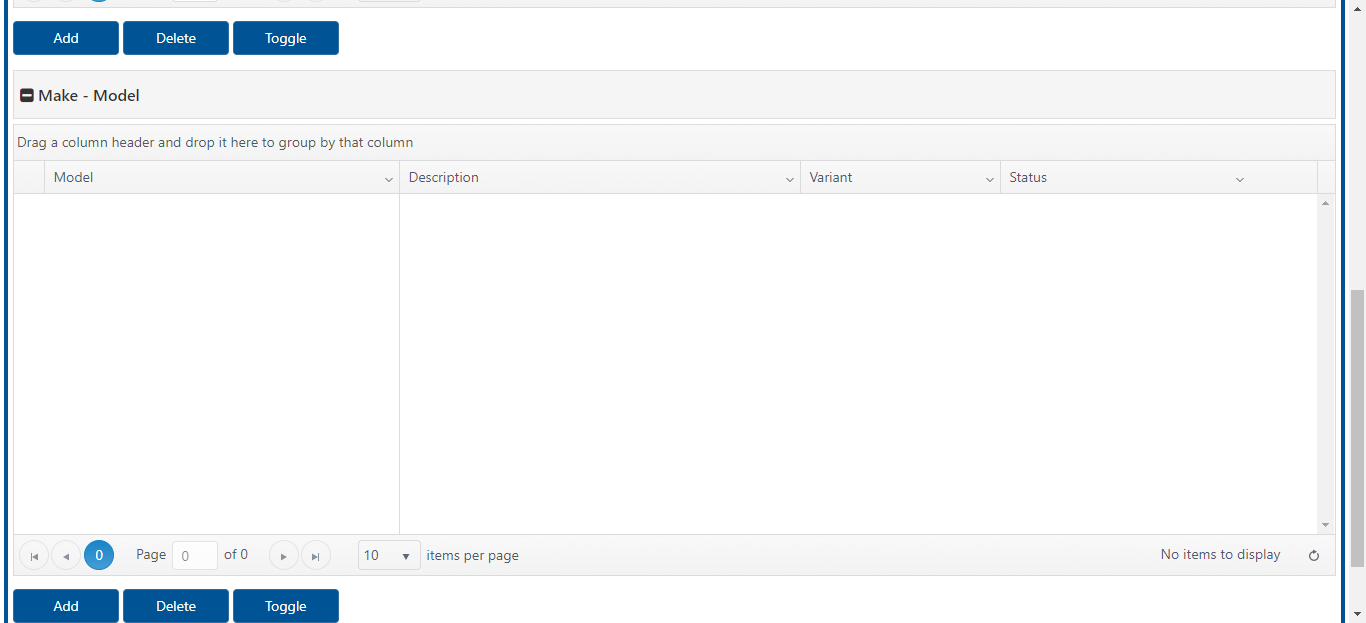 Add Delete Toggle
Make - Model
Drag a column header and drop it here to group by that column
Model Description Variant Status
0 Page 0 of 0 10 items per page No items to display
Add Delete Toggle